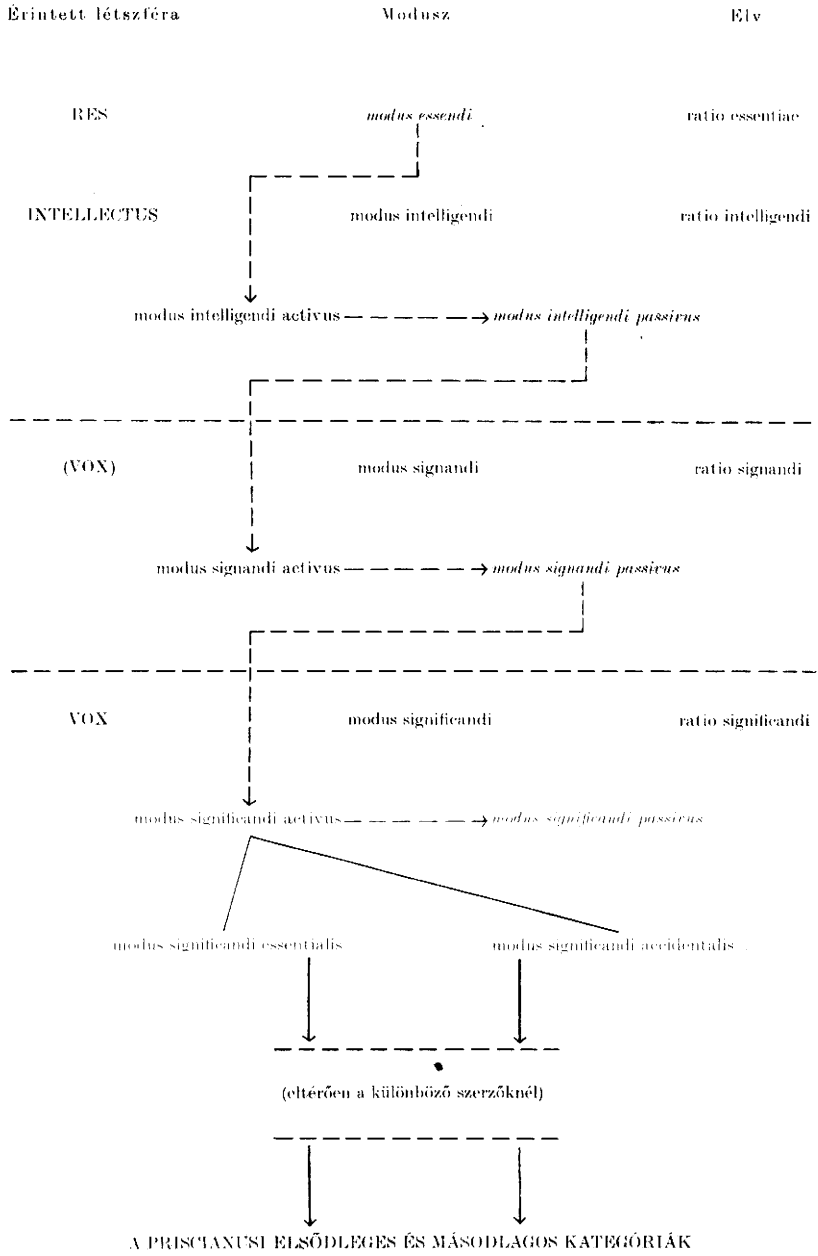 Érintett létszféra Modusz Elv
RES modus essendi ratio essentiae
INTELLECTUS modus intelligendi ratio intelligendi
modus intelligendi activus modus intelligendi passivus
(VOX) modus signandi ratio signandi
modus signandi activus modus signandi passivus
VOX modus significandi ratio significandi
modus significandi activus modus significandi passivus
modus significandi essentialis modus significandi accidentalis
(eltérően a különböző szerzőknél)
A PRISCIANUSI ELSŐDLEGES ÉS MÁSODLAGOS KATEGÓRIÁK